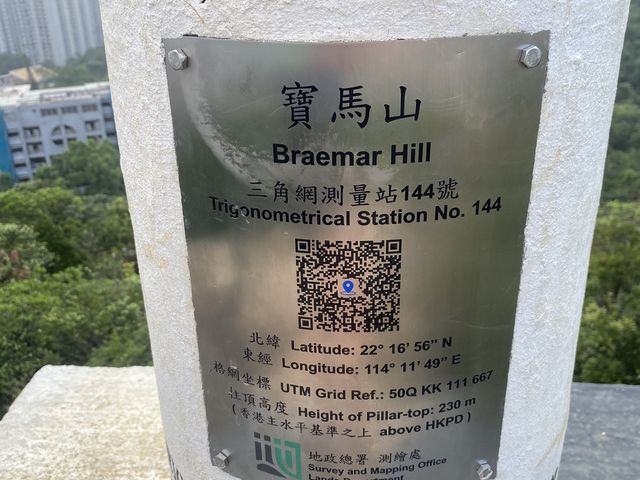 寶馬山
Braemar Hill
三角網測量站144號
Trigonometrical Station No. 144
北緯 Latitude: 22° 16' 56" N
東經 Longitude: 114° 11' 49" E
格網坐標 UTM Grid Ref.: 50Q KK 111 667
柱頂高度 Height of Pillar-top: 230 m
(香港主水平基準之上 above HKPD)
地政總署 測繪處
Survey and Mapping Office
Lands Department